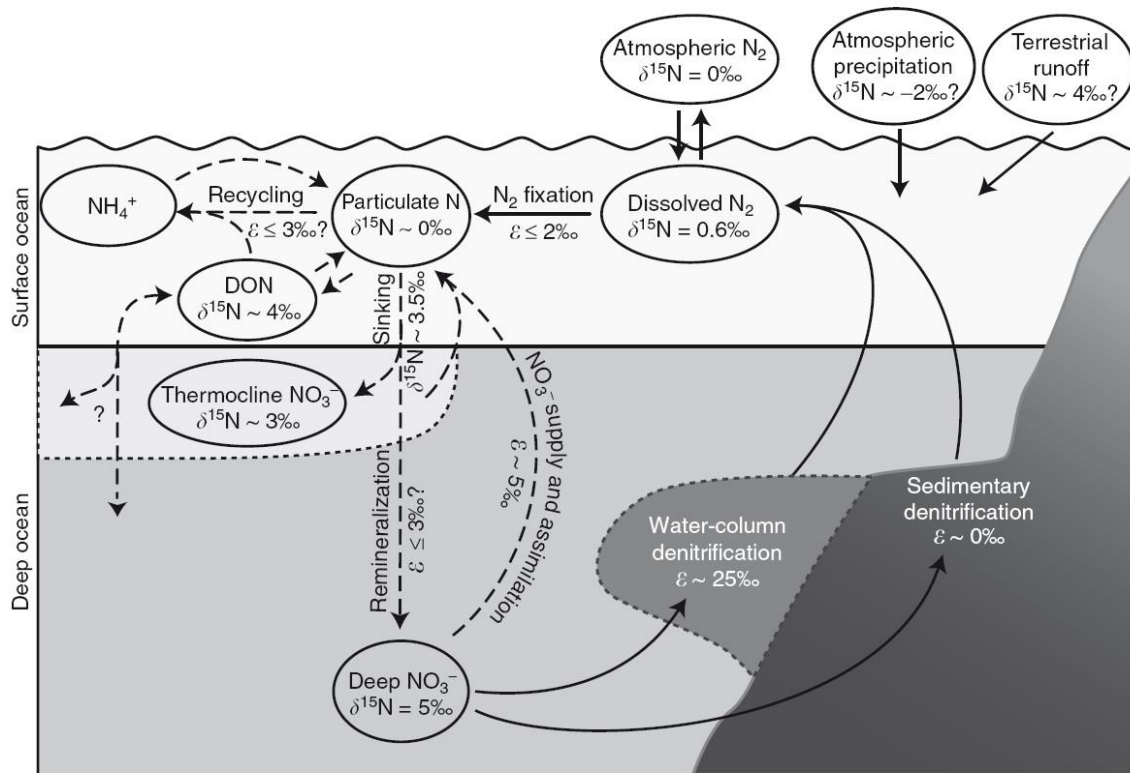 Atmospheric N₂
δ¹⁵N = 0‰
Atmospheric
precipitation
δ¹⁵N ~ −2‰?
Terrestrial
runoff
δ¹⁵N ~ 4‰?
Surface ocean
NH₄⁺
Recycling
ε ≤ 3‰?
Particulate N
δ¹⁵N ~ 0‰
N₂ fixation
ε ≤ 2‰
Dissolved N₂
δ¹⁵N = 0.6‰
DON
δ¹⁵N ~ 4‰
Sinking
δ¹⁵N ~ 3.5‰
Deep ocean
?
Thermocline NO₃⁻
δ¹⁵N ~ 3‰
Remineralization
ε ≤ 3‰?
NO₃⁻ supply and assimilation
ε ~ 5‰
Water-column
denitrification
ε ~ 25‰
Sedimentary
denitrification
ε ~ 0‰
Deep NO₃⁻
δ¹⁵N = 5‰